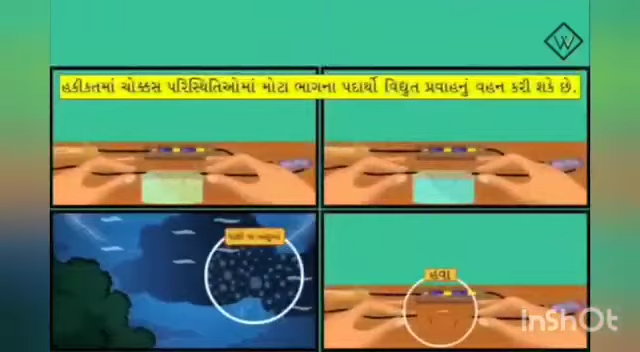 W
હકીકતમાં ચોક્કસ પરિસ્થિતિઓમાં મોટા ભાગના પદાર્થો વિદ્યુત પ્રવાહનું વહન કરી શકે છે.
હવા
InShOt